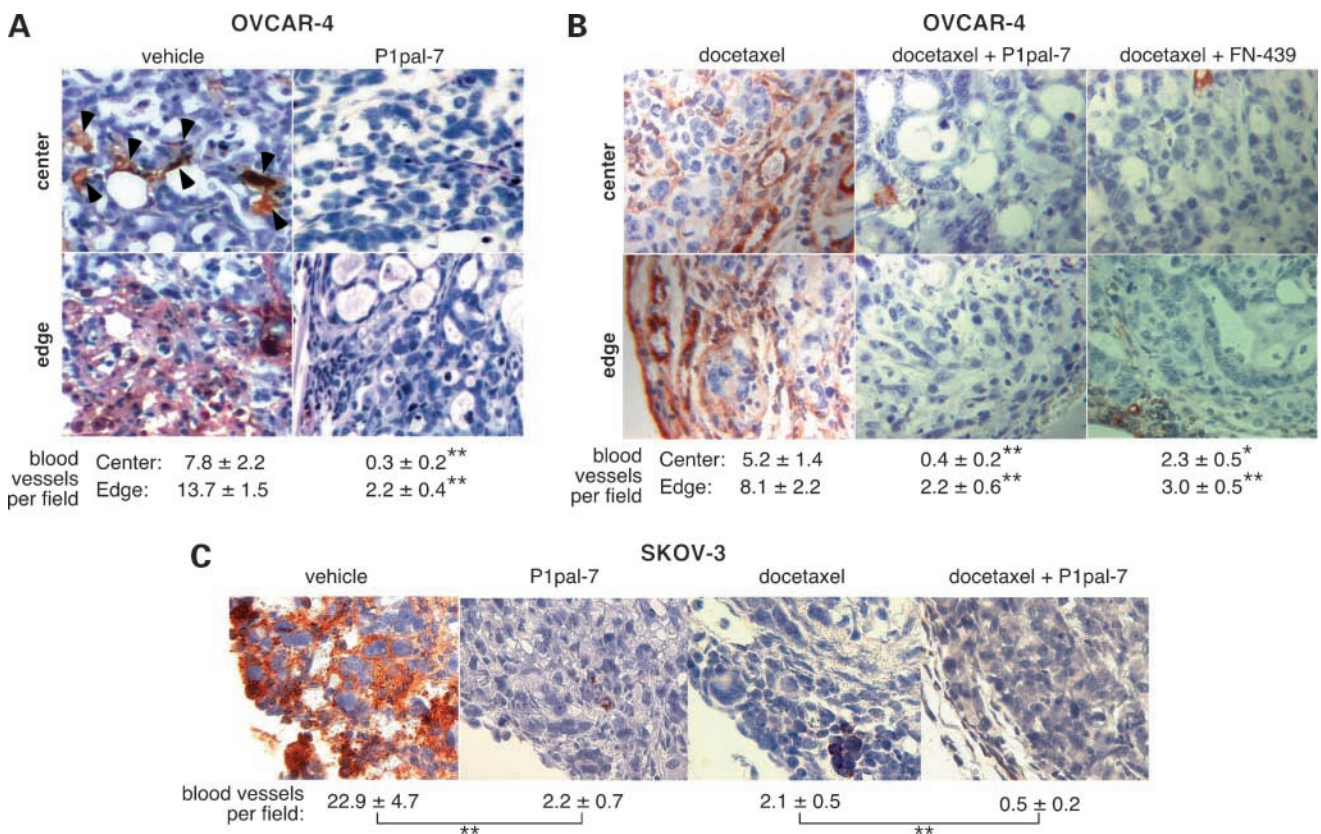 A
OVCAR-4
vehicle P1pal-7
center
edge
blood vessels per field
Center: 7.8 ± 2.2 0.3 ± 0.2**
Edge: 13.7 ± 1.5 2.2 ± 0.4**
B
OVCAR-4
docetaxel docetaxel + P1pal-7 docetaxel + FN-439
center
edge
blood vessels per field
Center: 5.2 ± 1.4 0.4 ± 0.2** 2.3 ± 0.5*
Edge: 8.1 ± 2.2 2.2 ± 0.6** 3.0 ± 0.5**
C
SKOV-3
vehicle P1pal-7 docetaxel docetaxel + P1pal-7
blood vessels
per field: 22.9 ± 4.7 2.2 ± 0.7 2.1 ± 0.5 0.5 ± 0.2
** **